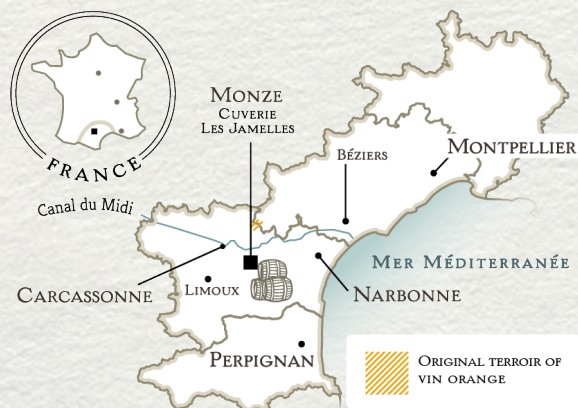 FRANCE
MONZE
CUVERIE
LES JAMELLES
BÉZIERS
MONTPELLIER
Canal du Midi
MER MÉDITERRANÉE
CARCASSONNE
LIMOUX
NARBONNE
PERPIGNAN
ORIGINAL TERROIR OF
VIN ORANGE